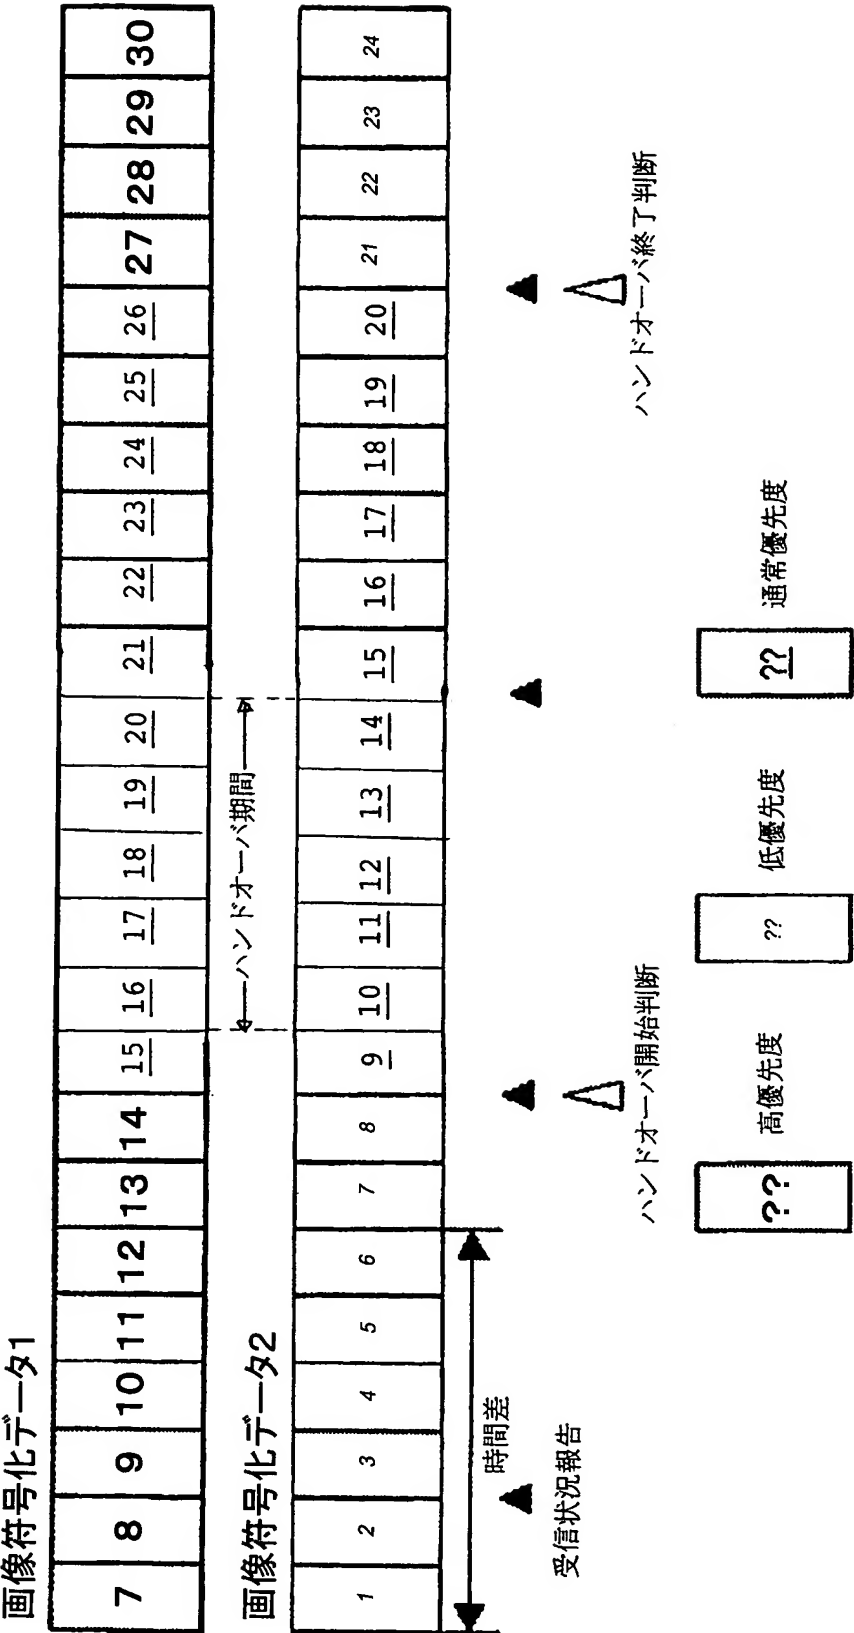 画像符号化データ1
7 8 9 10 11 12 13 14 15 16 17 18 19 20 21 22 23 24 25 26 27 28 29 30
ハンドオーバ期間
画像符号化データ2
1 2 3 4 5 6 7 8 9 10 11 12 13 14 15 16 17 18 19 20 21 22 23 24
時間差
受信状況報告
ハンドオーバ開始判断
ハンドオーバ終了判断
?? 高優先度
?? 低優先度
?? 通常優先度